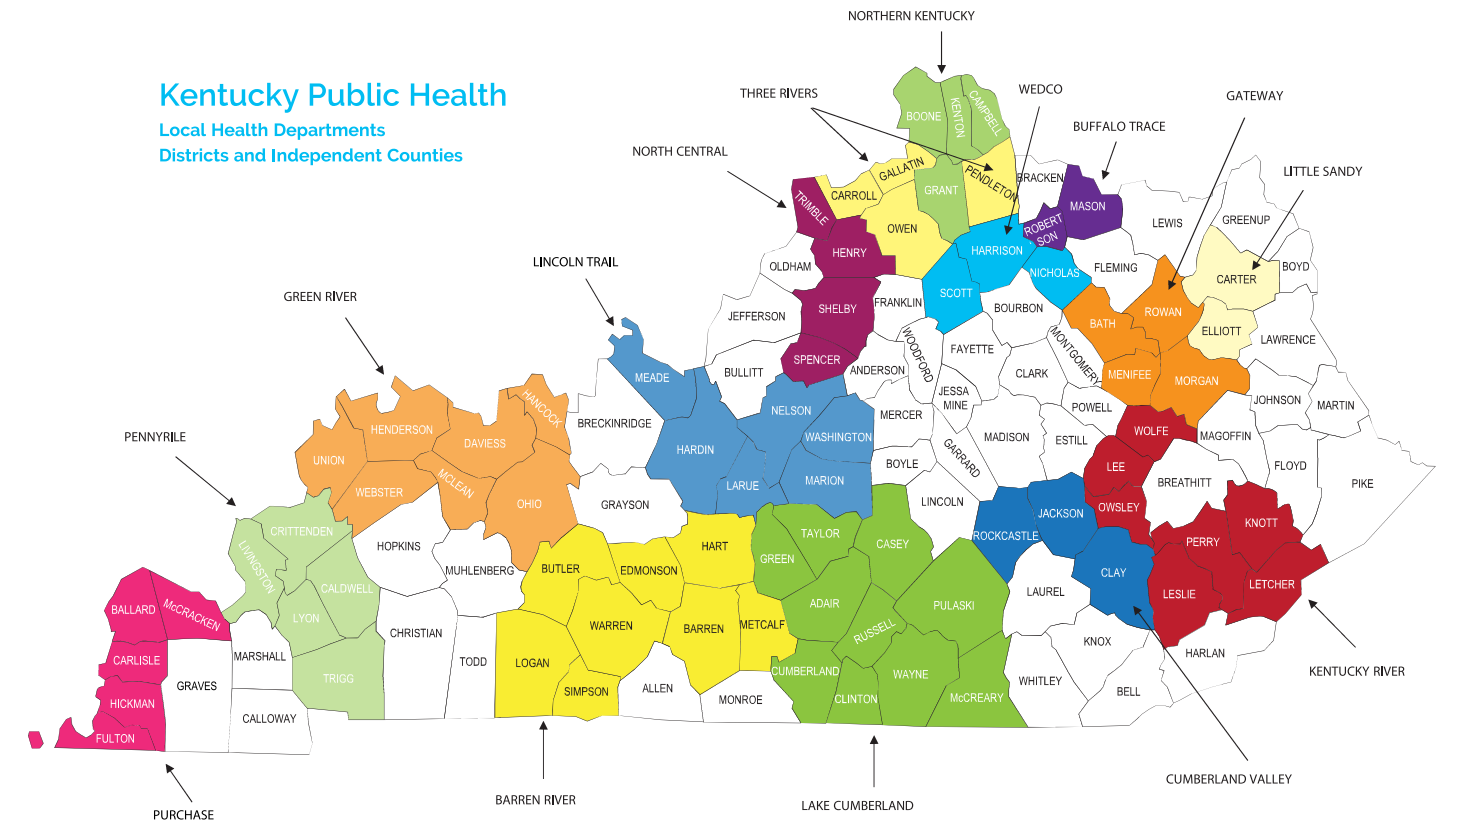 NORTHERN KENTUCKY
Kentucky Public Health
Local Health Departments
Districts and Independent Counties
THREE RIVERS
WEDCO
GATEWAY
BUFFALO TRACE
NORTH CENTRAL
LITTLE SANDY
LINCOLN TRAIL
GREEN RIVER
PENNYRILE
BOONE
KENTON
CAMPBELL
GALLATIN
CARROLL
GRANT
PENDLETON
BRACKEN
TRIMBLE
OWEN
ROBERT
SON
MASON
LEWIS
GREENUP
HENRY
HARRISON
OLDHAM
NICHOLAS
FLEMING
CARTER
BOYD
SCOTT
SHELBY
FRANKLIN
BOURBON
JEFFERSON
BATH
ROWAN
ELLIOTT
LAWRENCE
WOODFORD
FAYETTE
MONTGOMERY
SPENCER
BULLITT
ANDERSON
CLARK
MENIFEE
MORGAN
MEADE
JESSA
MINE
POWELL
JOHNSON
MARTIN
HANCOCK
BRECKINRIDGE
NELSON
MERCER
HENDERSON
DAVIESS
WASHINGTON
GARRARD
MADISON
ESTILL
WOLFE
MAGOFFIN
UNION
HARDIN
BOYLE
LEE
FLOYD
WEBSTER
MCLEAN
OHIO
GRAYSON
LARUE
MARION
LINCOLN
BREATHITT
PIKE
CRITTENDEN
ROCKCASTLE
JACKSON
OWSLEY
KNOTT
LIVINGSTON
HOPKINS
MUHLENBERG
BUTLER
EDMONSON
HART
GREEN
TAYLOR
CASEY
PERRY
CALDWELL
CLAY
LAUREL
LESLIE
LETCHER
BALLARD
McCRACKEN
LYON
CHRISTIAN
WARREN
BARREN
METCALF
ADAIR
RUSSELL
PULASKI
KNOX
HARLAN
CARLISLE
GRAVES
MARSHALL
TODD
LOGAN
CUMBERLAND
WAYNE
WHITLEY
BELL
KENTUCKY RIVER
HICKMAN
TRIGG
SIMPSON
ALLEN
MONROE
CLINTON
McCREARY
FULTON
CALLOWAY
CUMBERLAND VALLEY
BARREN RIVER
LAKE CUMBERLAND
PURCHASE